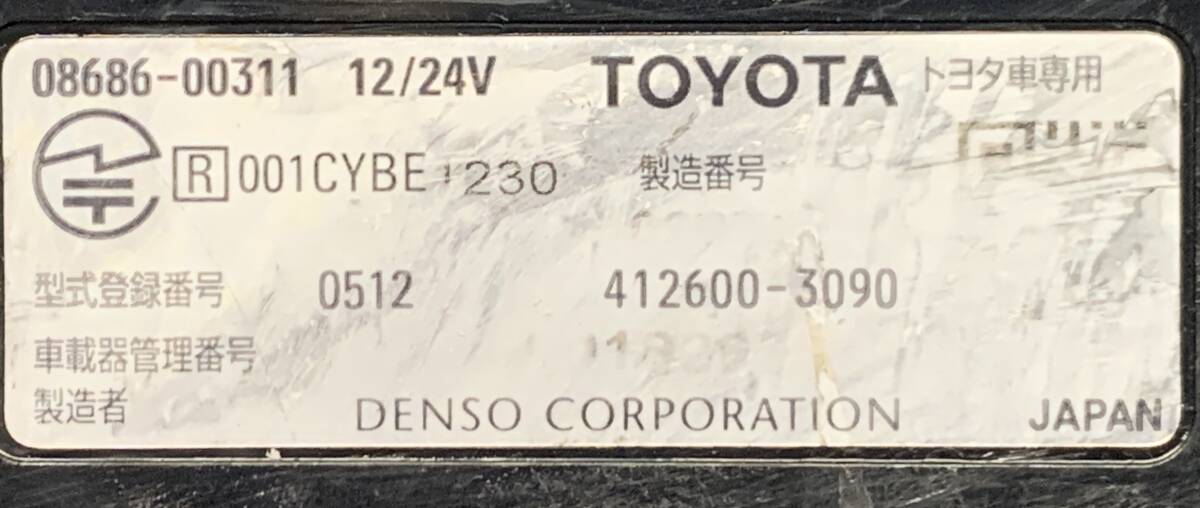 08686-00311 12/24V TOYOTA トヨタ車専用
R 001CYBE 1230 製造番号
型式登録番号 0512 412600-3090
車載器管理番号
製造者 DENSO CORPORATION JAPAN